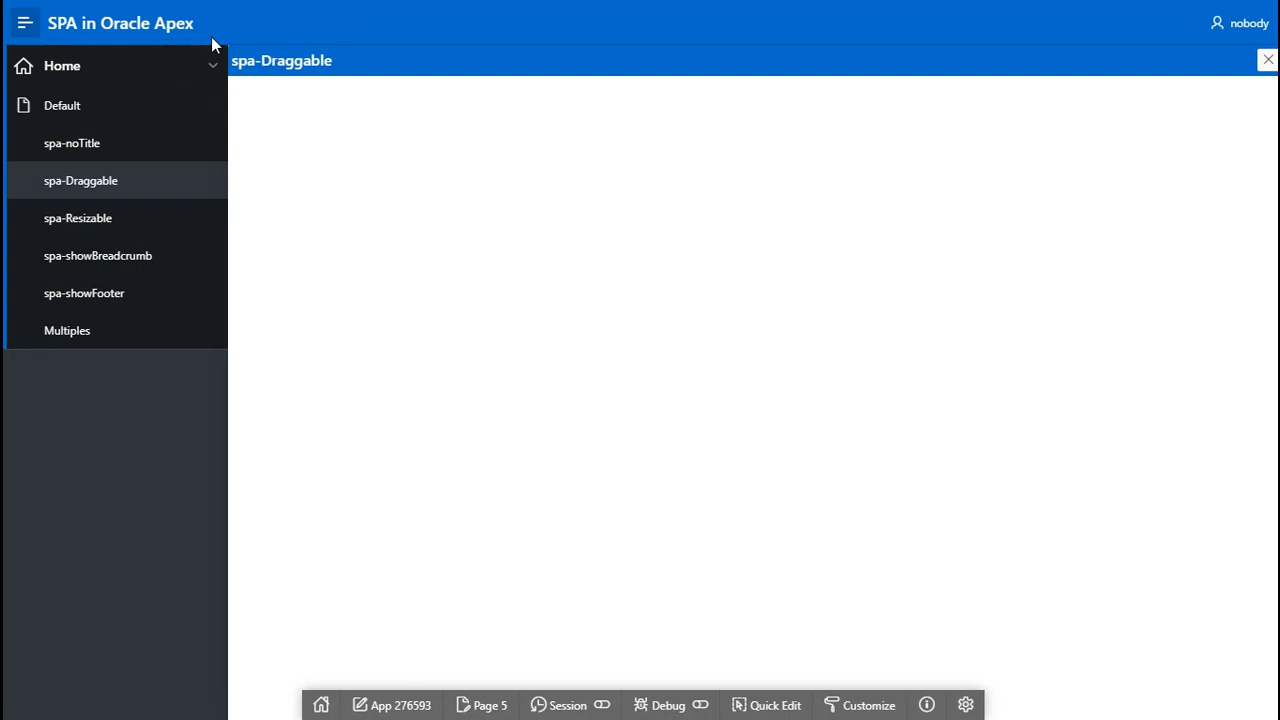 SPA in Oracle Apex
nobody
Home
spa-Draggable
Default
spa-noTitle
spa-Draggable
spa-Resizable
spa-showBreadcrumb
spa-showFooter
Multiples
App 276593 Page 5 Session Debug Quick Edit Customize